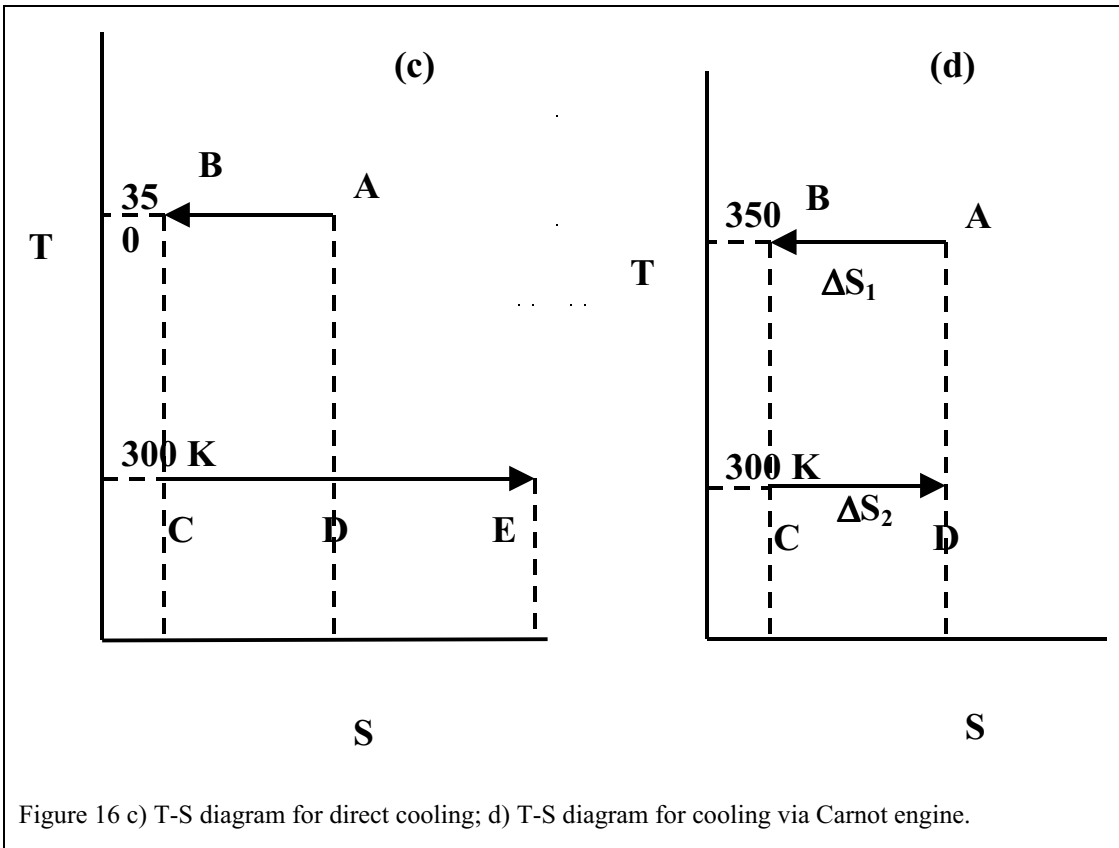 (c)
B
A
35
0
T
300 K
C D E
S
(d)
350
B
A
T
ΔS₁
300 K
ΔS₂
C D
S
Figure 16 c) T-S diagram for direct cooling; d) T-S diagram for cooling via Carnot engine.